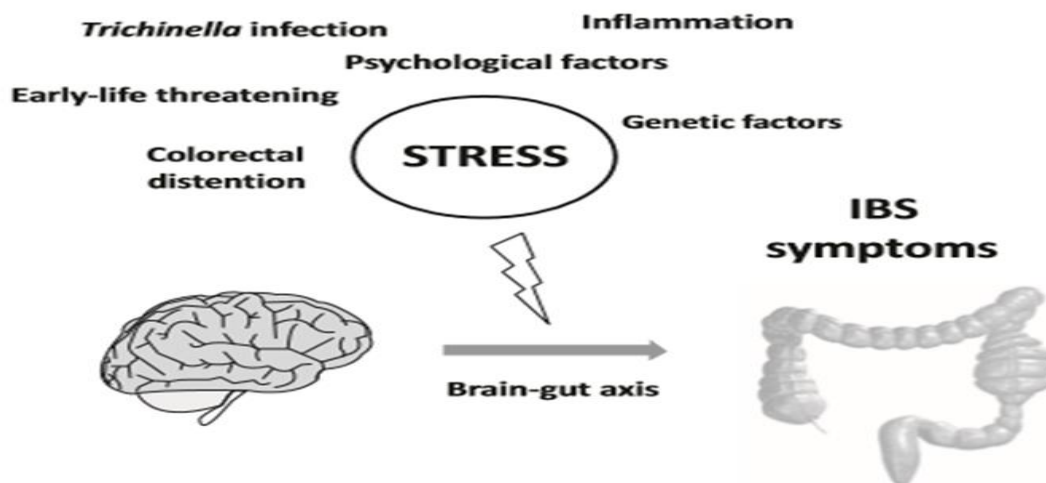 Trichinella infection
Inflammation
Psychological factors
Early-life threatening
Genetic factors
Colorectal
distention
STRESS
IBS
symptoms
Brain-gut axis